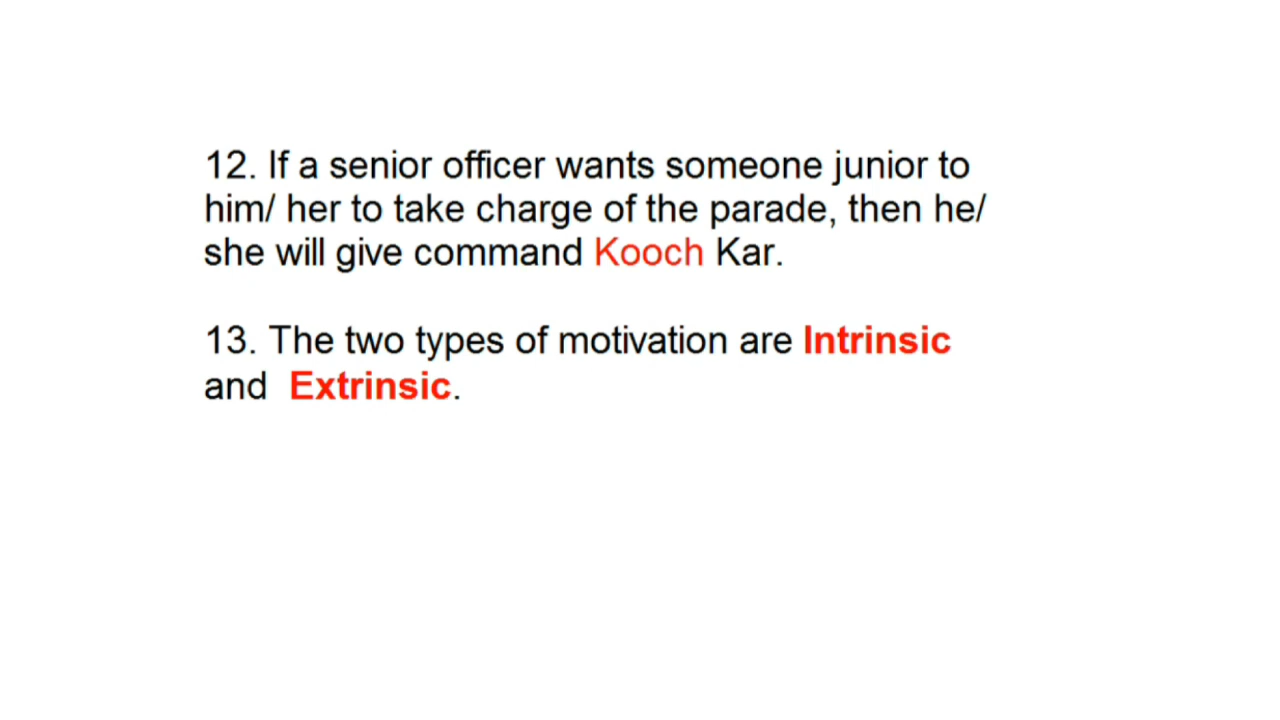 12. If a senior officer wants someone junior to
him/ her to take charge of the parade, then he/
she will give command Kooch Kar.
13. The two types of motivation are Intrinsic
and  Extrinsic.